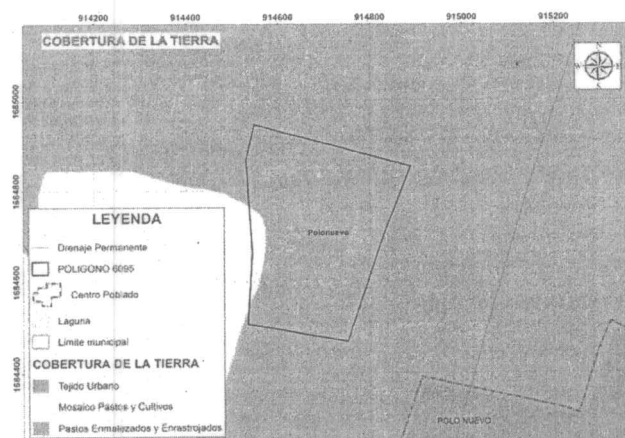 914200 914400 914600 914800 915000 915200
COBERTURA DE LA TIERRA
N
W E
1685000
1684800
Polonuevo
LEYENDA
Drenaje Permanente
POLIGONO 6095
Centro Poblado
1684600
Laguna
Limite municipal
COBERTURA DE LA TIERRA
1684400
Tejido Urbano
Mosaico Pastos y Cultivos
POLO NUEVO
Pastos Enmalezados y Enrastrojados